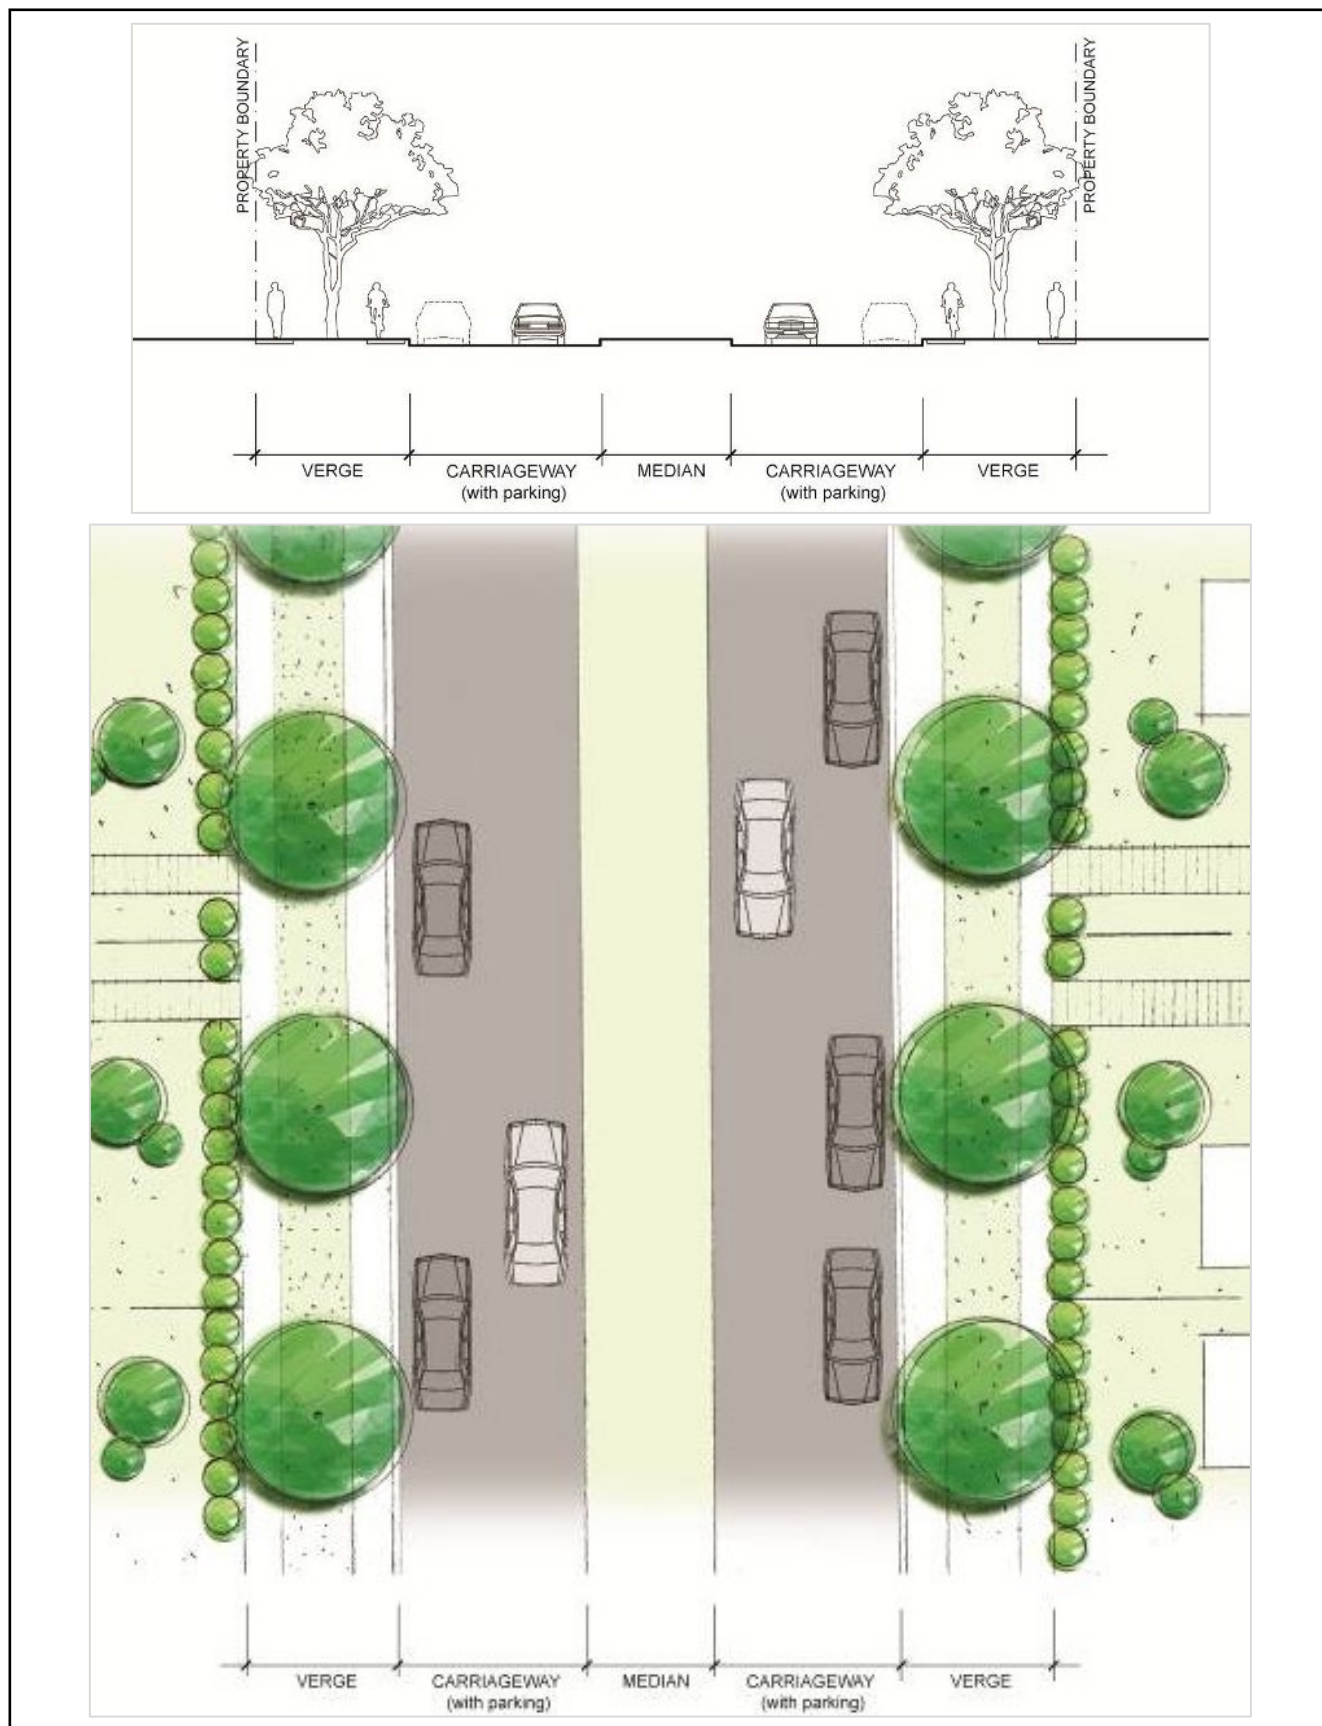 PROPERTY BOUNDARY
PROPERTY BOUNDARY
VERGE
CARRIAGEWAY
(with parking)
MEDIAN
CARRIAGEWAY
(with parking)
VERGE
VERGE
CARRIAGEWAY
(with parking)
MEDIAN
CARRIAGEWAY
(with parking)
VERGE